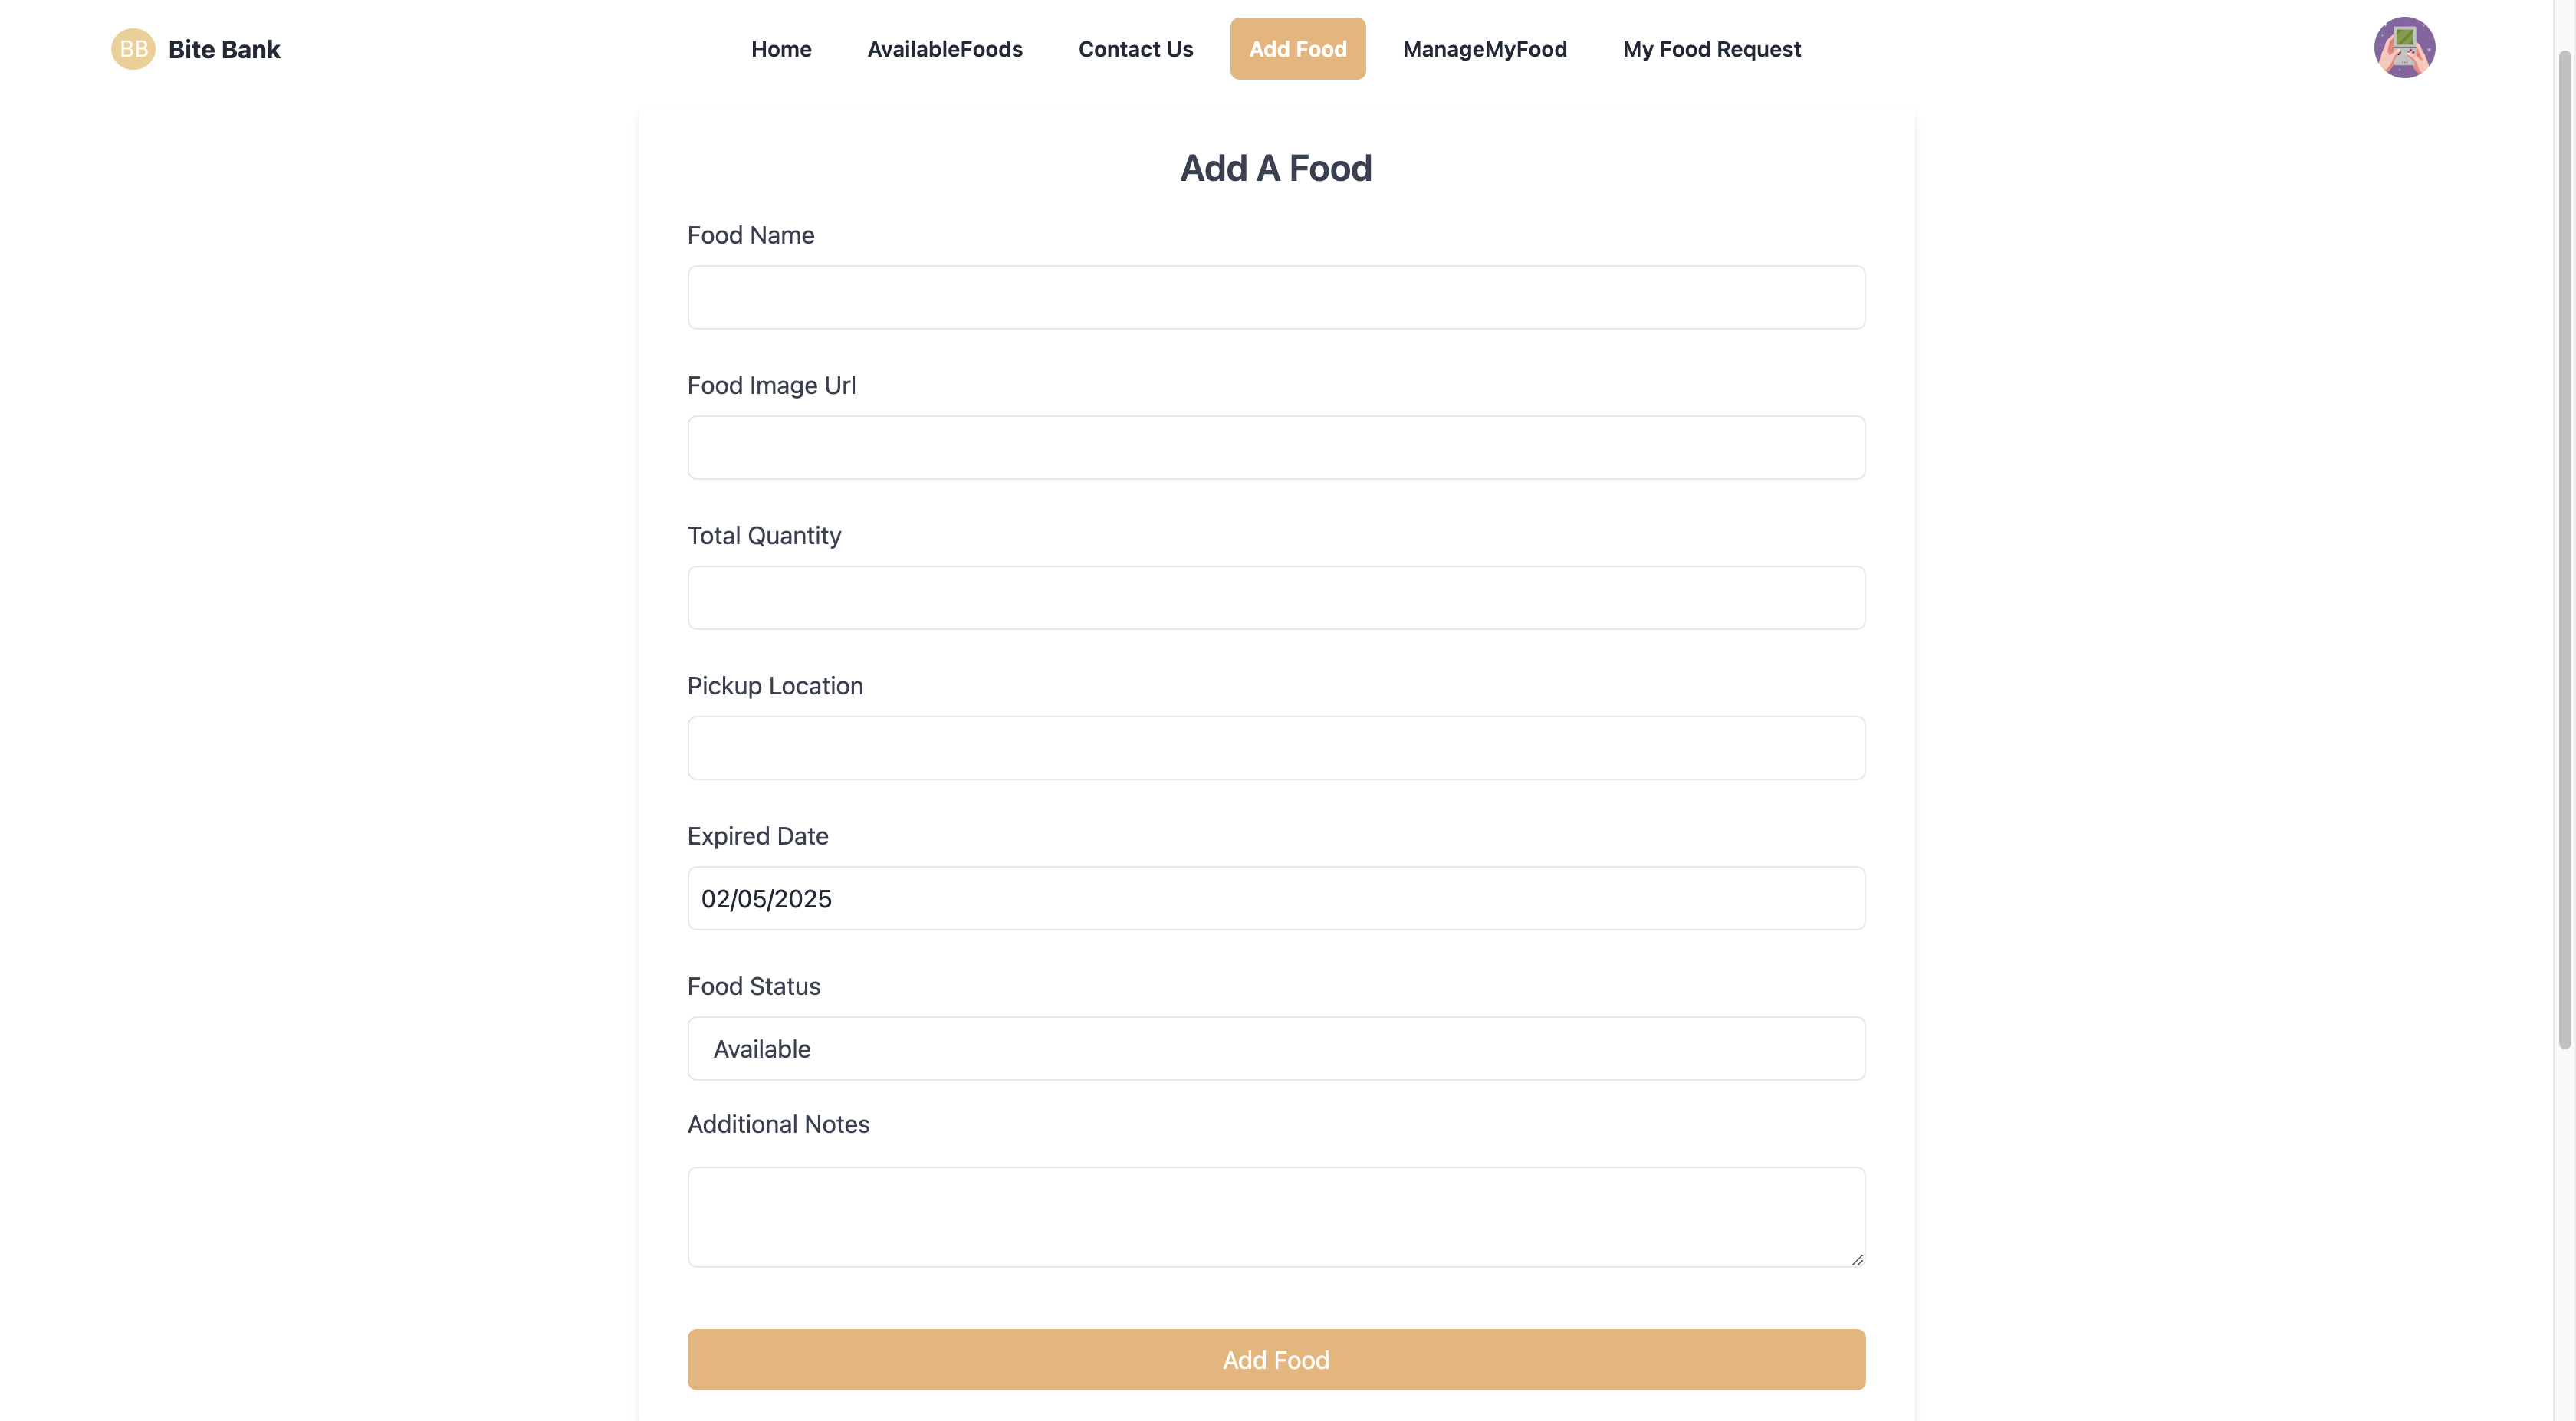 BB Bite Bank Home AvailableFoods Contact Us Add Food ManageMyFood My Food Request
Add A Food
Food Name
Food Image Url
Total Quantity
Pickup Location
Expired Date
02/05/2025
Food Status
Available
Additional Notes
Add Food